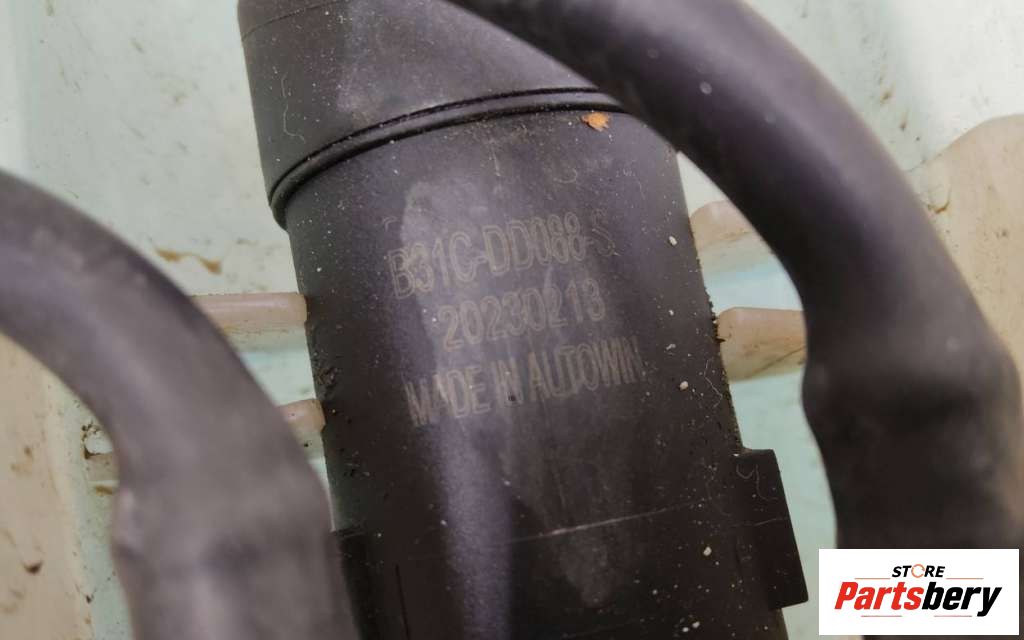 B31C-DD088-S
20230213
MADE IN AUTOWIN
STORE
Partsbery